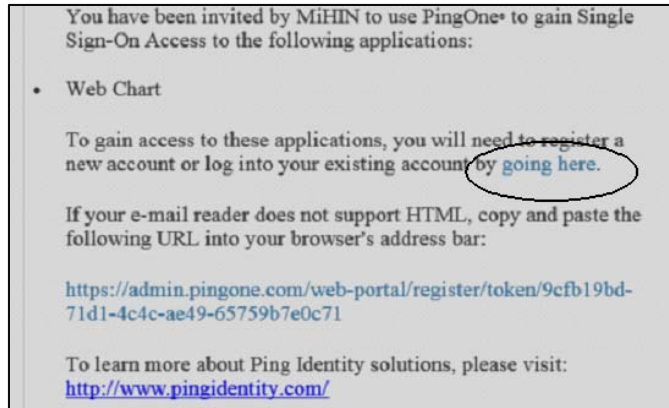 You have been invited by MiHIN to use PingOne® to gain Single
Sign-On Access to the following applications:
• Web Chart
To gain access to these applications, you will need to register a
new account or log into your existing account by going here.
If your e-mail reader does not support HTML, copy and paste the
following URL into your browser's address bar:
https://admin.pingone.com/web-portal/register/token/9cfb19bd-
71d1-4c4c-ae49-65759b7e0c71
To learn more about Ping Identity solutions, please visit:
http://www.pingidentity.com/